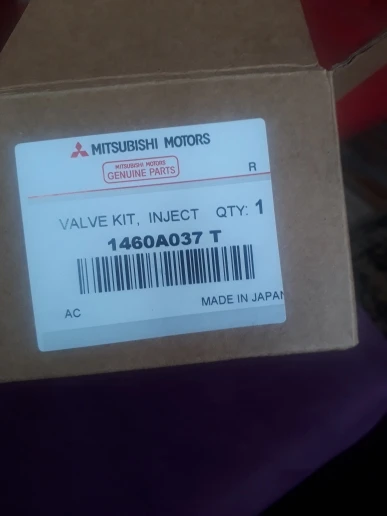 MITSUBISHI MOTORS
MITSUBISHI MOTORS
GENUINE PARTS
R
VALVE KIT, INJECT QTY: 1
1460A037 T
MADE IN JAPAN
AC